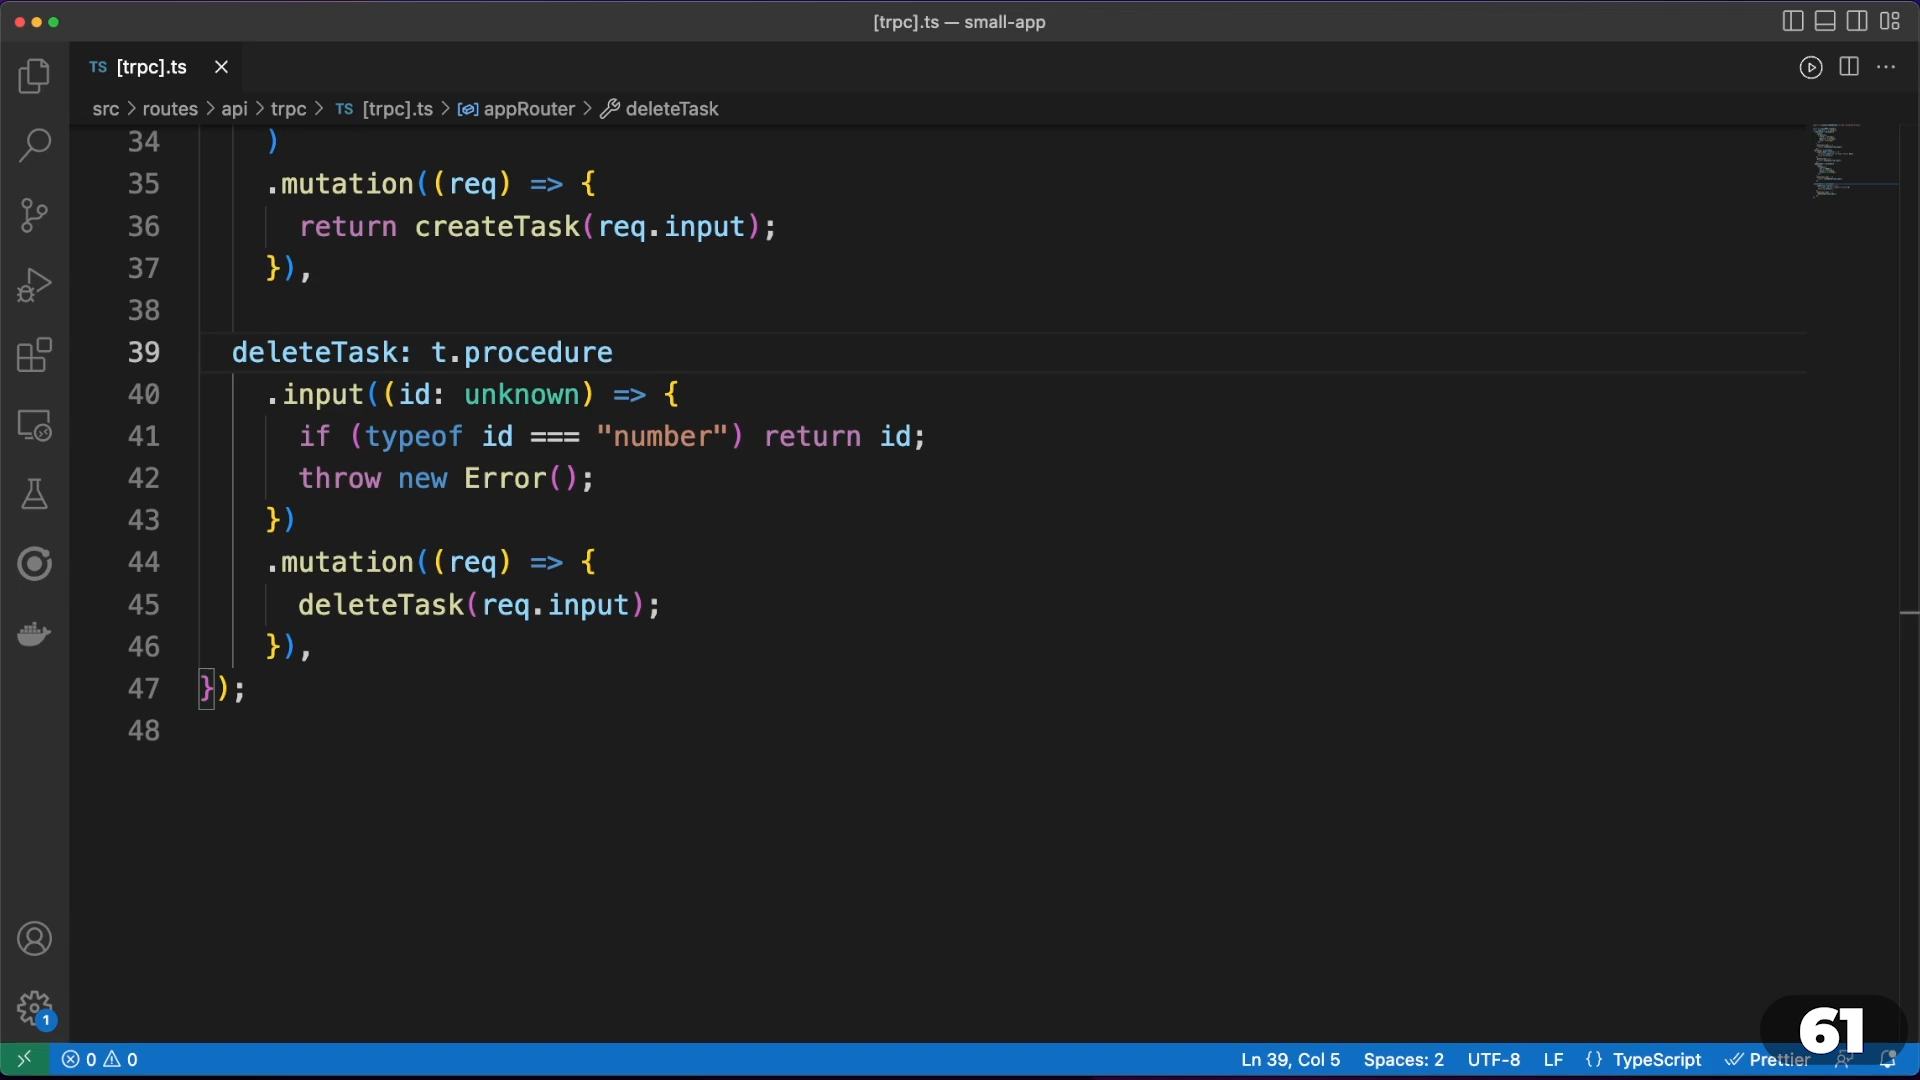 [trpc].ts — small-app
TS [trpc].ts
src > routes > api > trpc > TS [trpc].ts > appRouter > deleteTask
34 )
35 .mutation((req) => {
36 return createTask(req.input);
37 }),
38
39 deleteTask: t.procedure
40 .input((id: unknown) => {
41 if (typeof id === "number") return id;
42 throw new Error();
43 })
44 .mutation((req) => {
45 deleteTask(req.input);
46 }),
47 });
48
1
61
0 0 Ln 39, Col 5 Spaces: 2 UTF-8 LF {} TypeScript Prettier